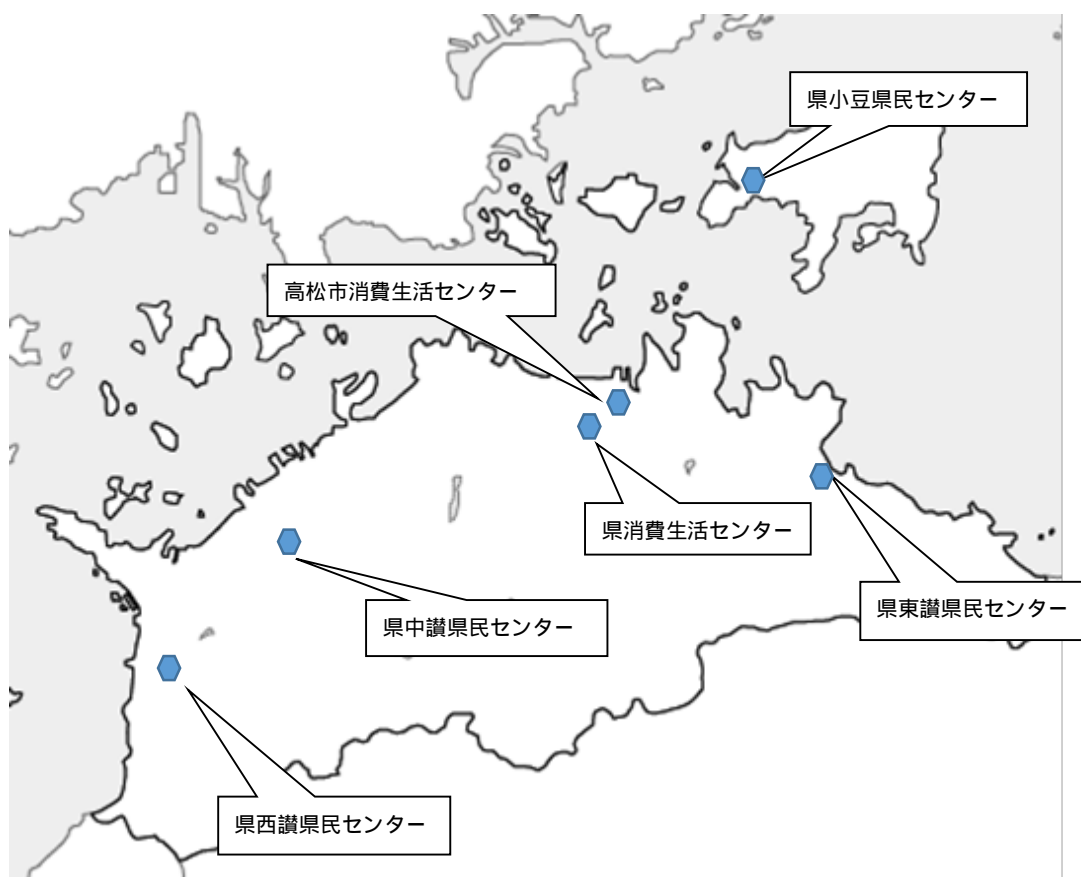 県小豆県民センター
高松市消費生活センター
県消費生活センター
県東讃県民センター
県中讃県民センター
県西讃県民センター